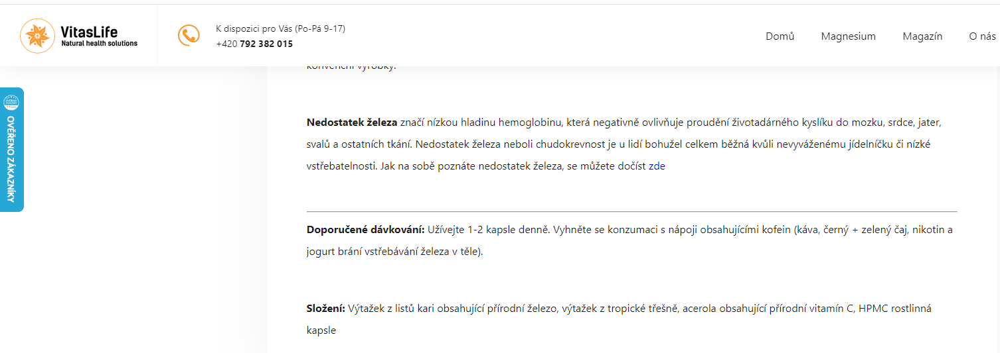 VitasLife
Natural health solutions
K dispozici pro Vás (Po-Pá 9-17)
+420 792 382 015
Domů
Magnesium
Magazín
O nás
konvenční výrobky.
OVĚŘENO ZÁKAZNÍKY
Nedostatek železa značí nízkou hladinu hemoglobinu, která negativně ovlivňuje proudění životadárného kyslíku do mozku, srdce, jater,
svalů a ostatních tkání. Nedostatek železa neboli chudokrevnost je u lidí bohužel celkem běžná kvůli nevyváženému jídelníčku či nízké
vstřebatelnosti. Jak na sobě poznáte nedostatek železa, se můžete dočíst zde
Doporučené dávkování: Užívejte 1-2 kapsle denně. Vyhněte se konzumaci s nápoji obsahujícími kofein (káva, černý + zelený čaj, nikotin a
jogurt brání vstřebávání železa v těle).
Složení: Výtažek z listů kari obsahující přírodní železo, výtažek z tropické třešně, acerola obsahující přírodní vitamín C, HPMC rostlinná
kapsle